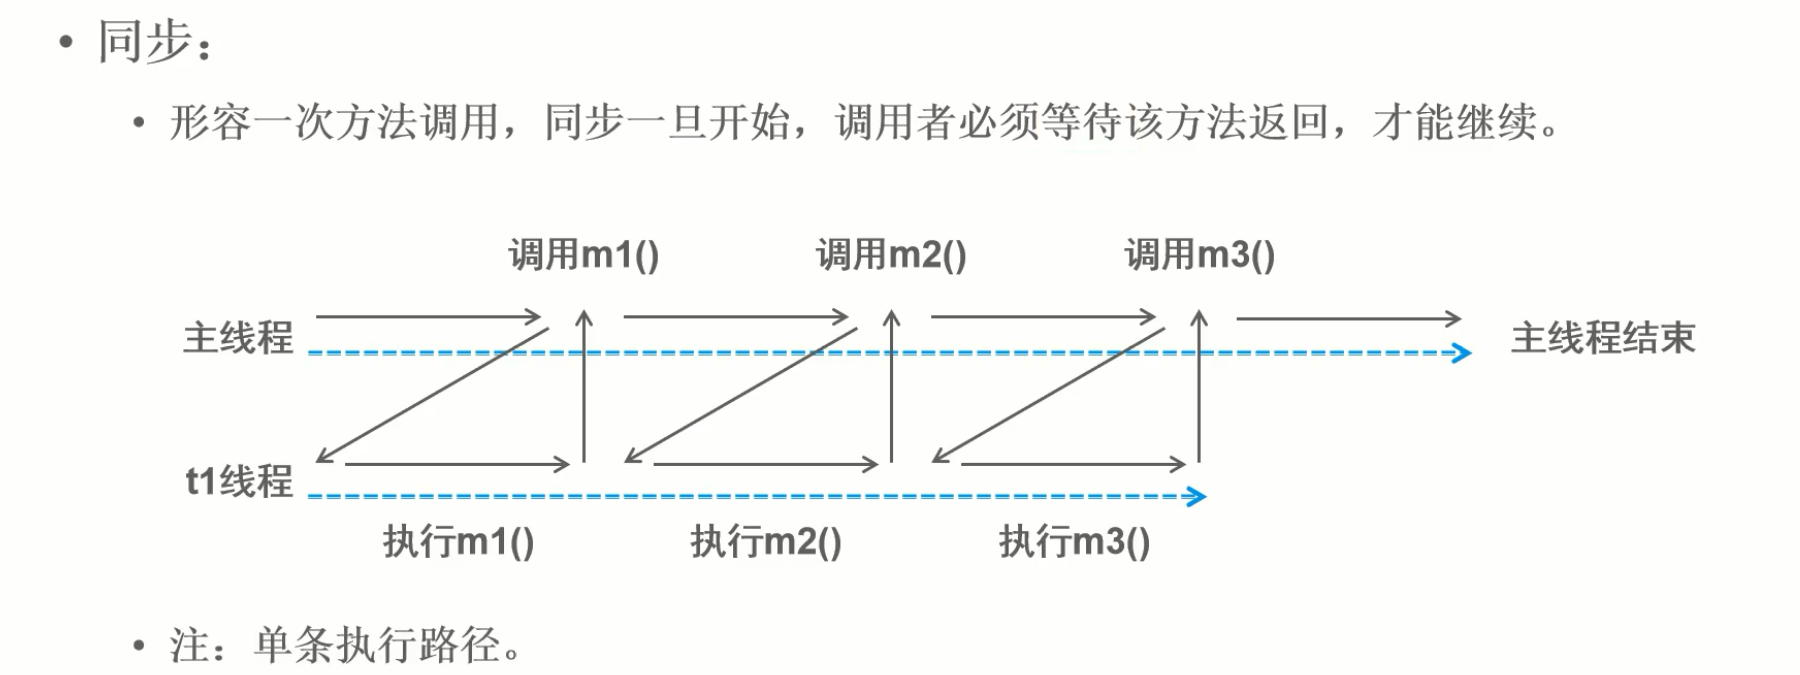 • 同步：
• 形容一次方法调用，同步一旦开始，调用者必须等待该方法返回，才能继续。
调用m1() 调用m2() 调用m3()
主线程 主线程结束
t1线程
执行m1() 执行m2() 执行m3()
• 注：单条执行路径。